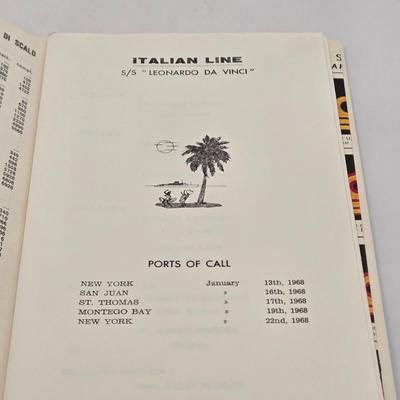 DI SCALO
ITALIAN LINE
S/S "LEONARDO DA VINCI"
PORTS OF CALL
NEW YORK January 13th, 1968
SAN JUAN » 16th, 1968
ST. THOMAS » 17th, 1968
MONTEGO BAY » 19th, 1968
NEW YORK » 22nd, 1968